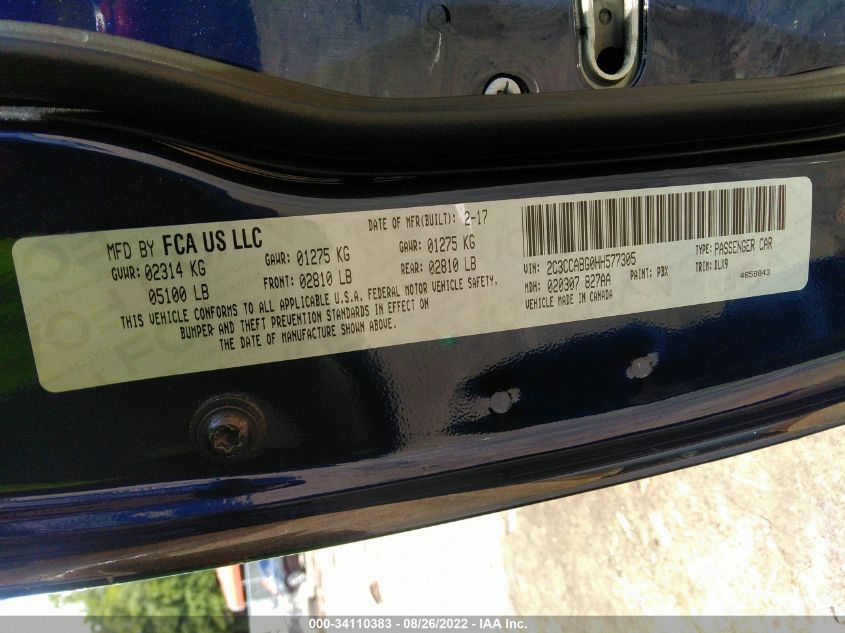 MFD BY FCA US LLC
DATE OF MFR(BUILT): 2-17
GVWR: 02314 KG
05100 LB
GAWR: 01275 KG
FRONT: 02810 LB
GAWR: 01275 KG
REAR: 02810 LB
THIS VEHICLE CONFORMS TO ALL APPLICABLE U.S.A. FEDERAL MOTOR VEHICLE SAFETY,
BUMPER AND THEFT PREVENTION STANDARDS IN EFFECT ON
THE DATE OF MANUFACTURE SHOWN ABOVE.
VIN: 2C3CCABG0HH577305
TYPE: PASSENGER CAR
MDH: 020307 827AA
PAINT: PBX
TRIM: DLX9
VEHICLE MADE IN CANADA
4658843
000-34110383 - 08/26/2022 - IAA Inc.